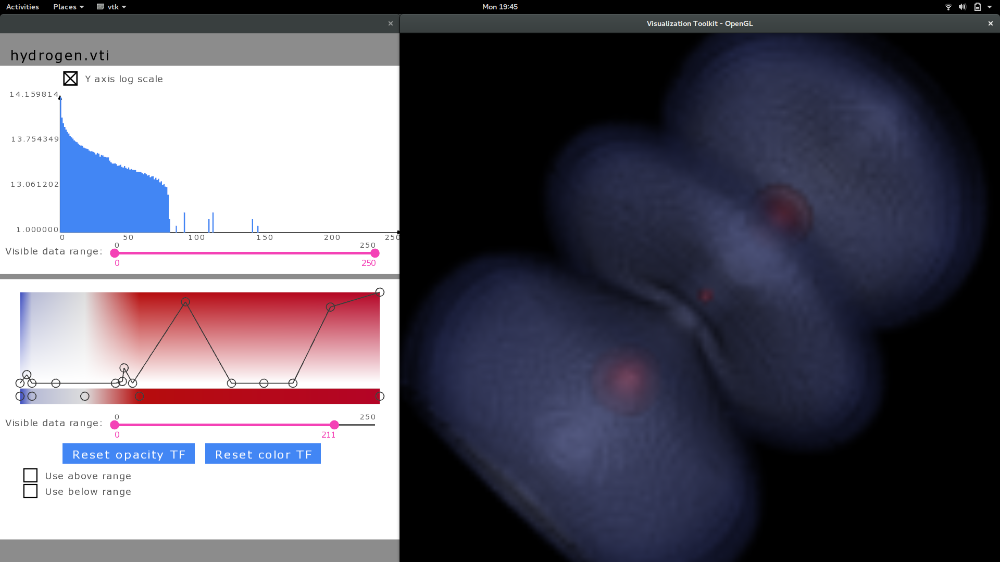 Activities Places vtk Mon 19:45
Visualization Toolkit - OpenGL
hydrogen.vti
Y axis log scale
14.159814
13.754349
13.061202
1.000000
0 50 100 150 200 250
0 250
Visible data range:
0 250
0 250
Visible data range:
0 211
Reset opacity TF Reset color TF
Use above range
Use below range